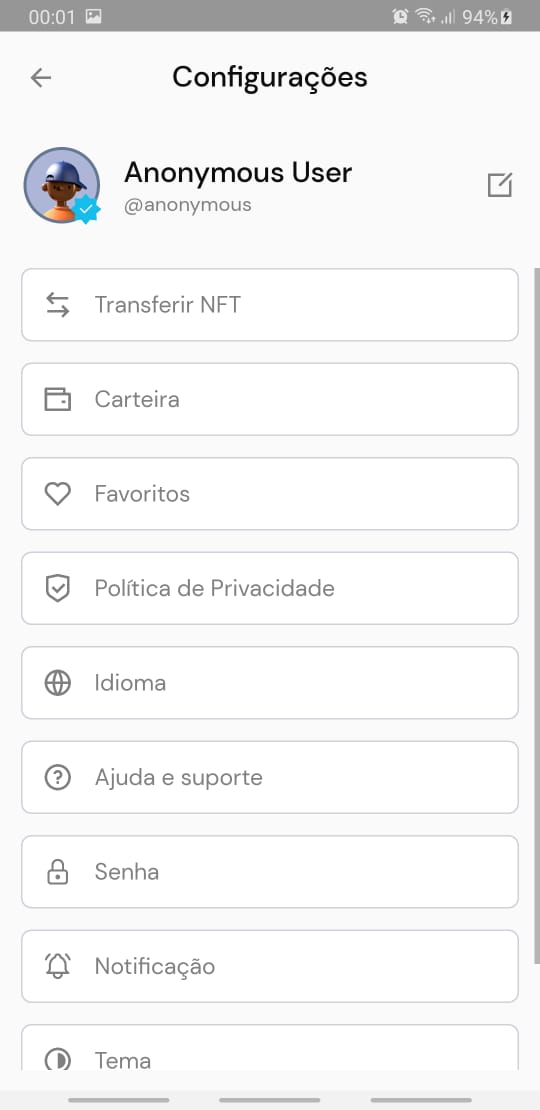 00:01 94%
Configurações
Anonymous User
@anonymous
Transferir NFT
Carteira
Favoritos
Política de Privacidade
Idioma
Ajuda e suporte
Senha
Notificação
Tema